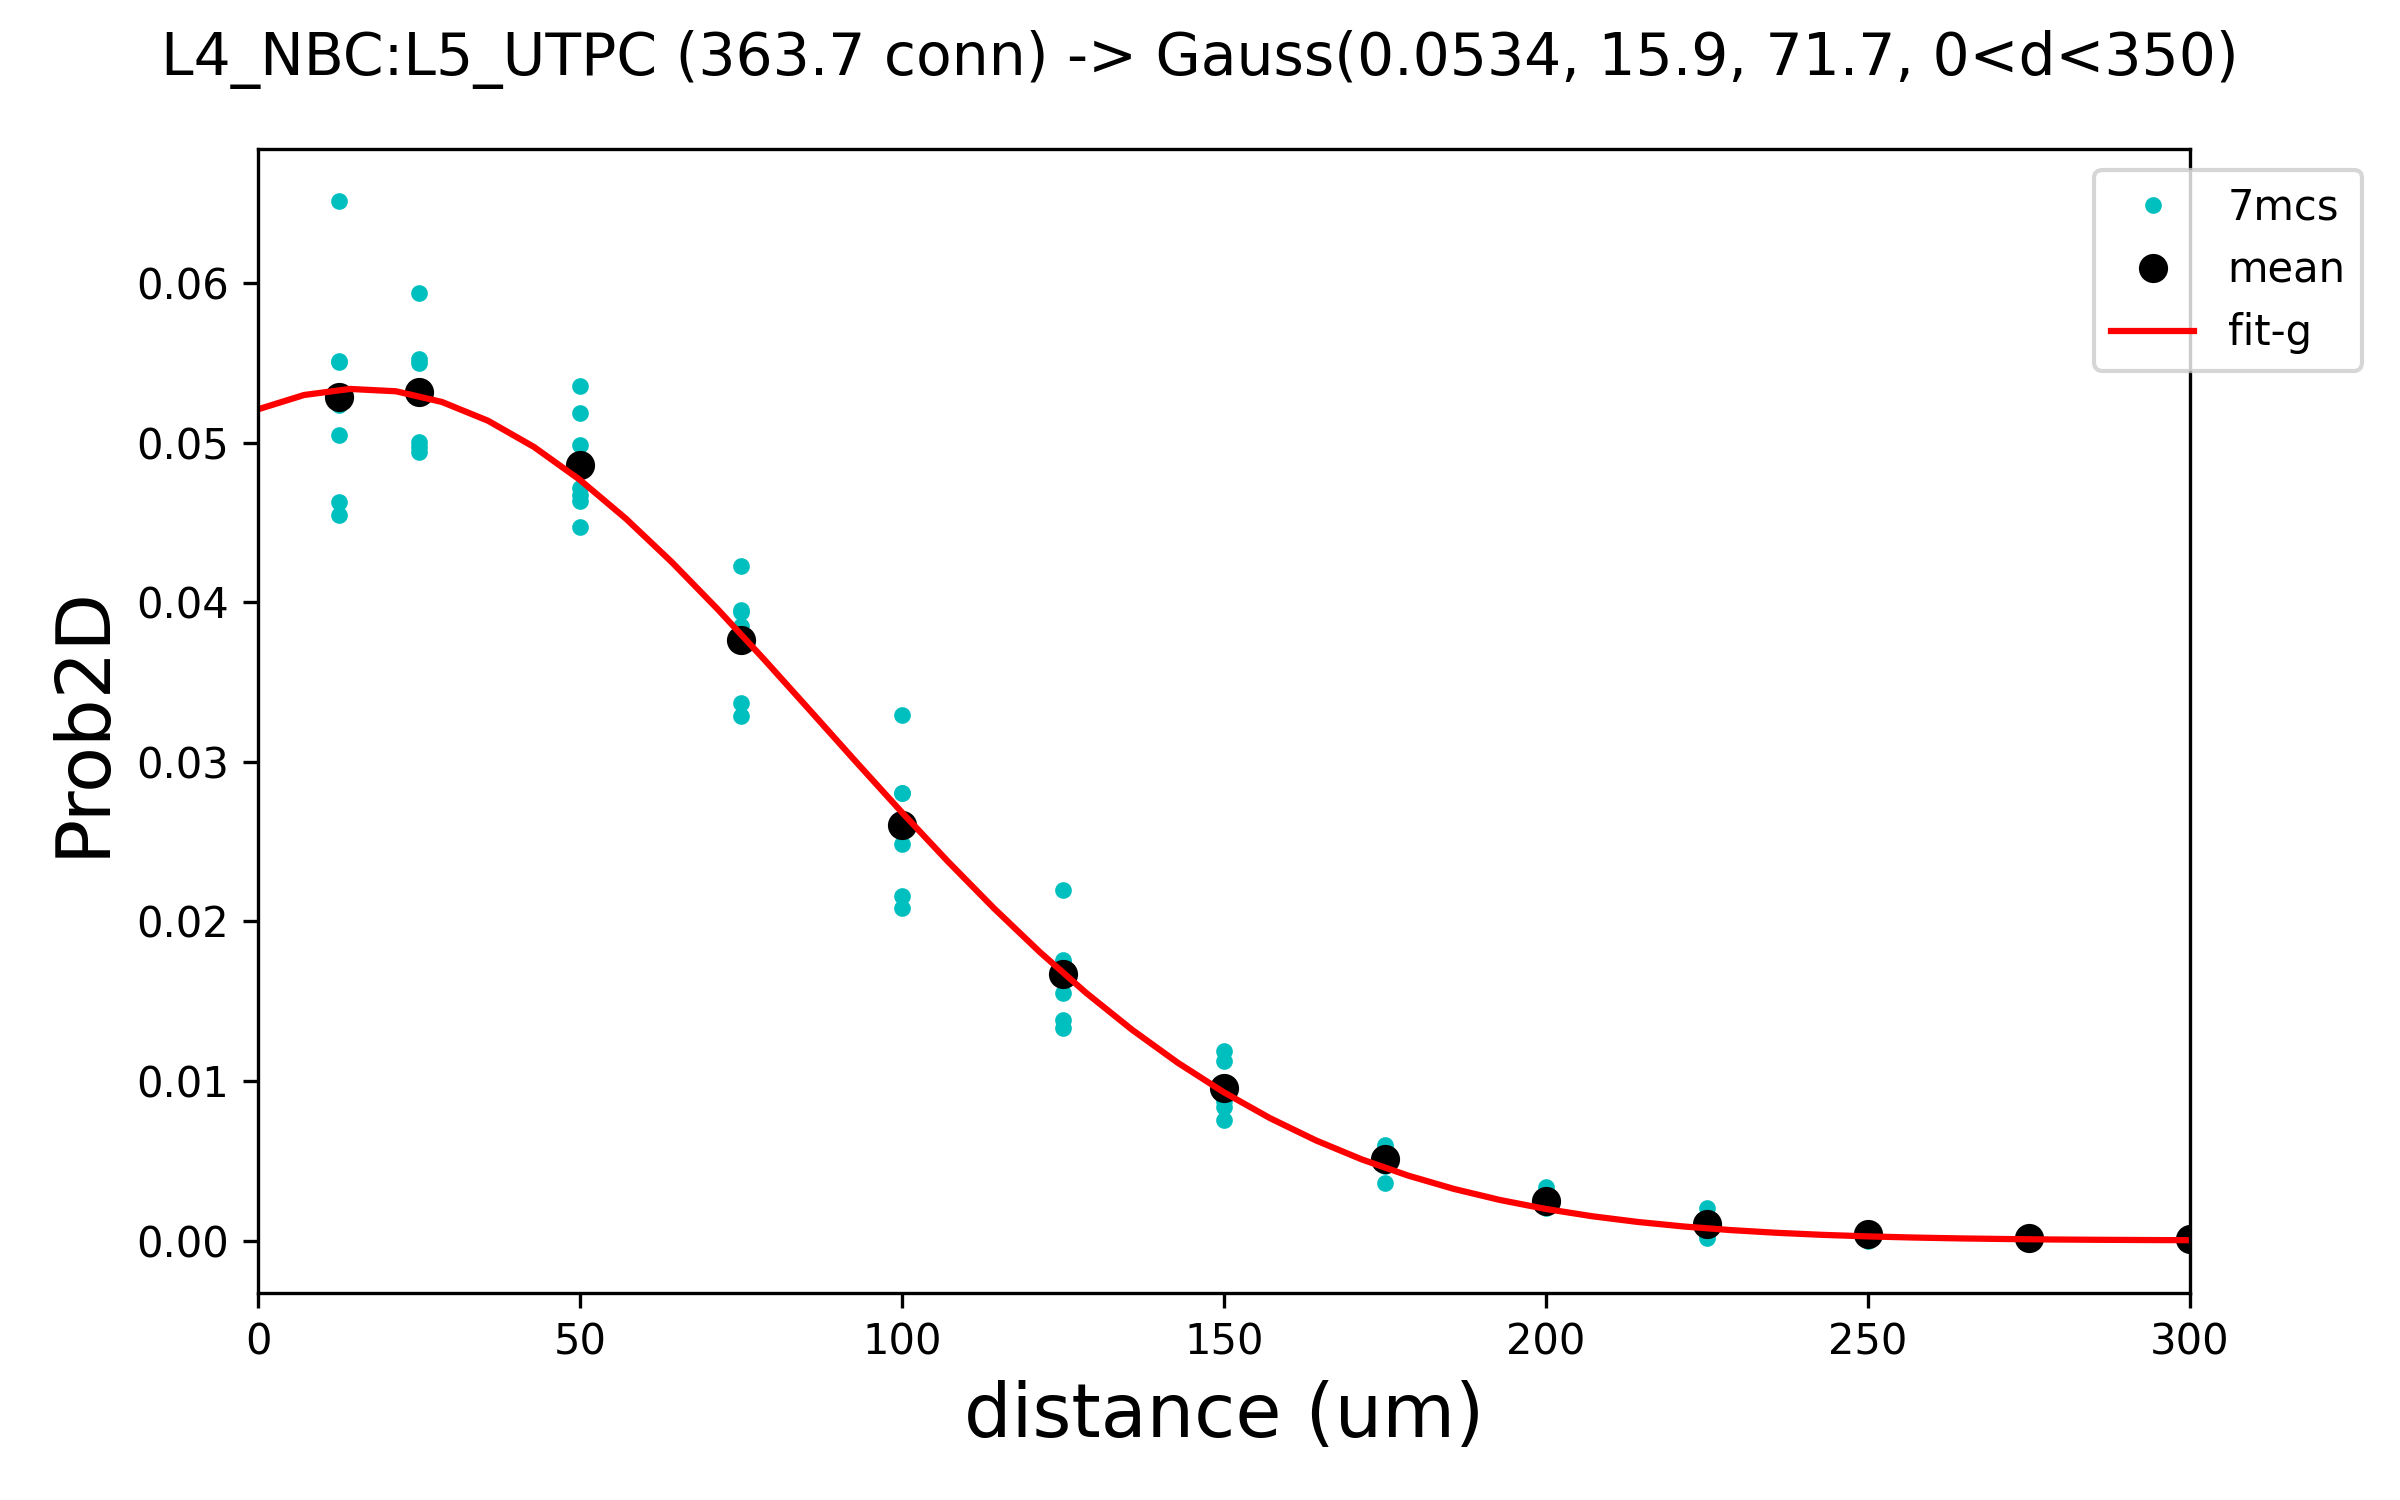 L4_NBC:L5_UTPC (363.7 conn) -> Gauss(0.0534, 15.9, 71.7, 0<d<350)
7mcs
mean
fit-g
Prob2D
0.06
0.05
0.04
0.03
0.02
0.01
0.00
0 50 100 150 200 250 300
distance (um)